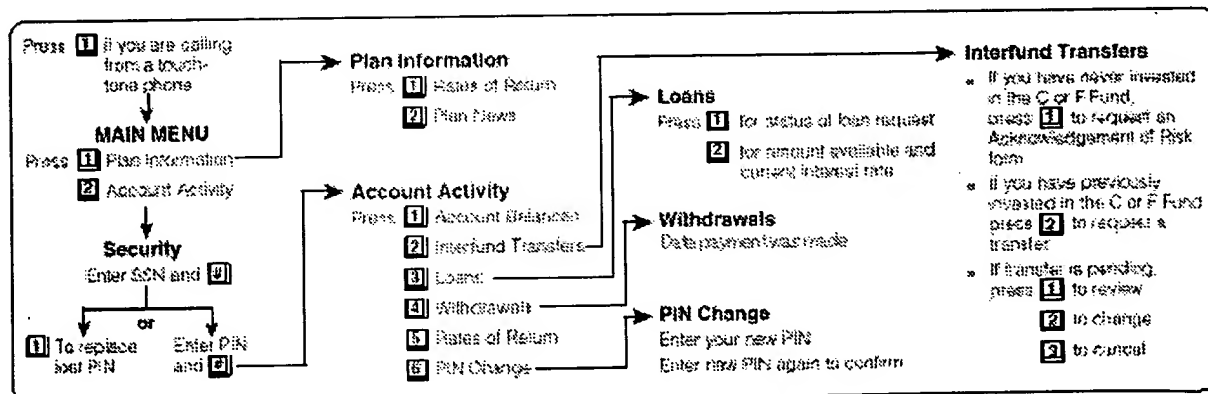 Press 1 if you are calling
from a touch-
tone phone
MAIN MENU
Press 1 Plan Information
2 Account Activity
Security
Enter SSN and #
or
1 To replace
lost PIN
Enter PIN
and #
Plan Information
Press 1 Rates of Return
2 Plan News
Account Activity
Press 1 Account Balances
2 Interfund Transfers
3 Loans
4 Withdrawals
5 Rates of Return
6 PIN Change
Loans
Press 1 for status of loan request
2 for amount available and
current interest rate
Withdrawals
Date payment was made
PIN Change
Enter your new PIN
Enter new PIN again to confirm
Interfund Transfers
• If you have never invested
in the C or F Fund,
press 1 to request an
Acknowledgement of Risk
form
• If you have previously
invested in the C or F Fund
press 2 to request a
transfer
• If transfer is pending,
press 1 to review
2 to change
3 to cancel